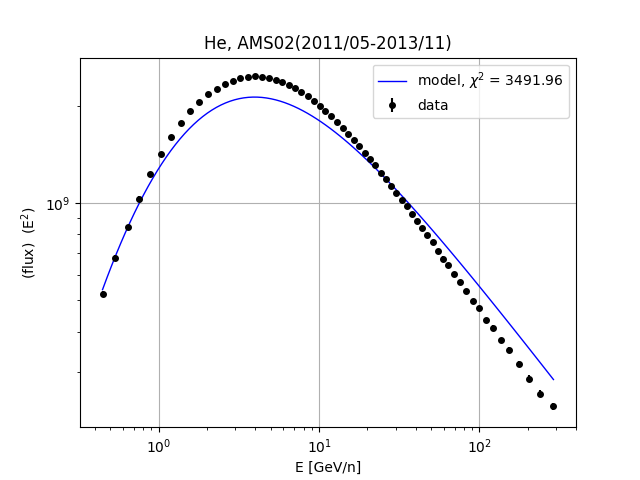 He, AMS02(2011/05-2013/11)
model, χ² = 3491.96
data
10⁹
(flux) (E²)
10⁰ 10¹ 10²
E [GeV/n]